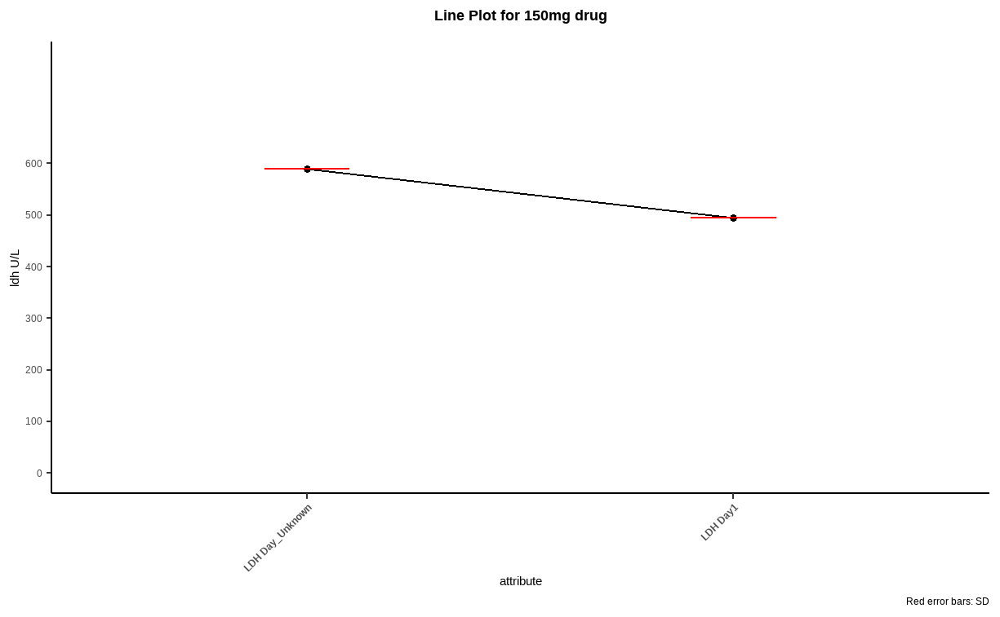 Line Plot for 150mg drug
600
500
400
300
200
100
0
ldh U/L
LDH Day_Unknown
LDH Day1
attribute
Red error bars: SD